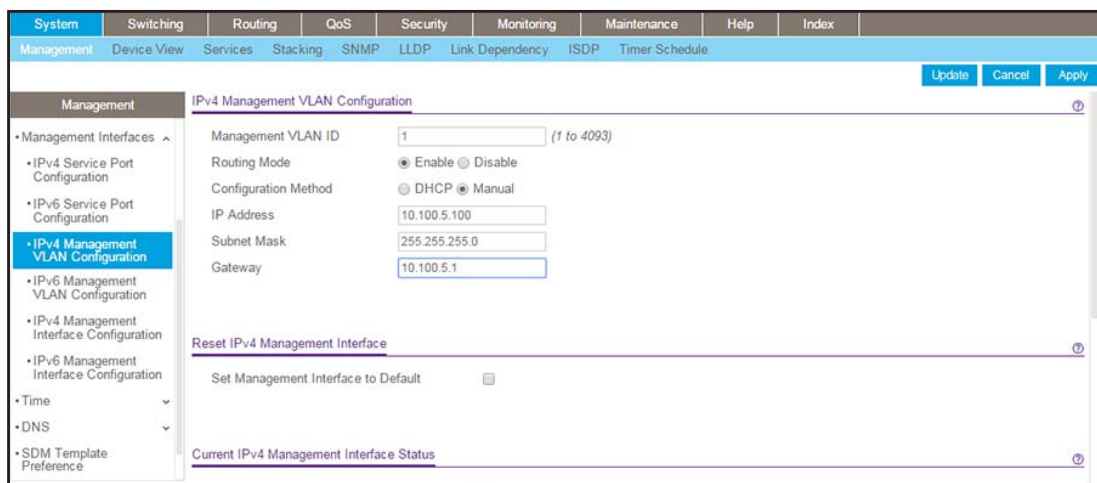 System Switching Routing QoS Security Monitoring Maintenance Help Index
Management Device View Services Stacking SNMP LLDP Link Dependency ISDP Timer Schedule
Update Cancel Apply
Management
• Management Interfaces
• IPv4 Service Port
Configuration
• IPv6 Service Port
Configuration
• IPv4 Management
VLAN Configuration
• IPv6 Management
VLAN Configuration
• IPv4 Management
Interface Configuration
• IPv6 Management
Interface Configuration
• Time
• DNS
• SDM Template
Preference
IPv4 Management VLAN Configuration
Management VLAN ID 1 (1 to 4093)
Routing Mode Enable Disable
Configuration Method DHCP Manual
IP Address 10.100.5.100
Subnet Mask 255.255.255.0
Gateway 10.100.5.1
Reset IPv4 Management Interface
Set Management Interface to Default
Current IPv4 Management Interface Status